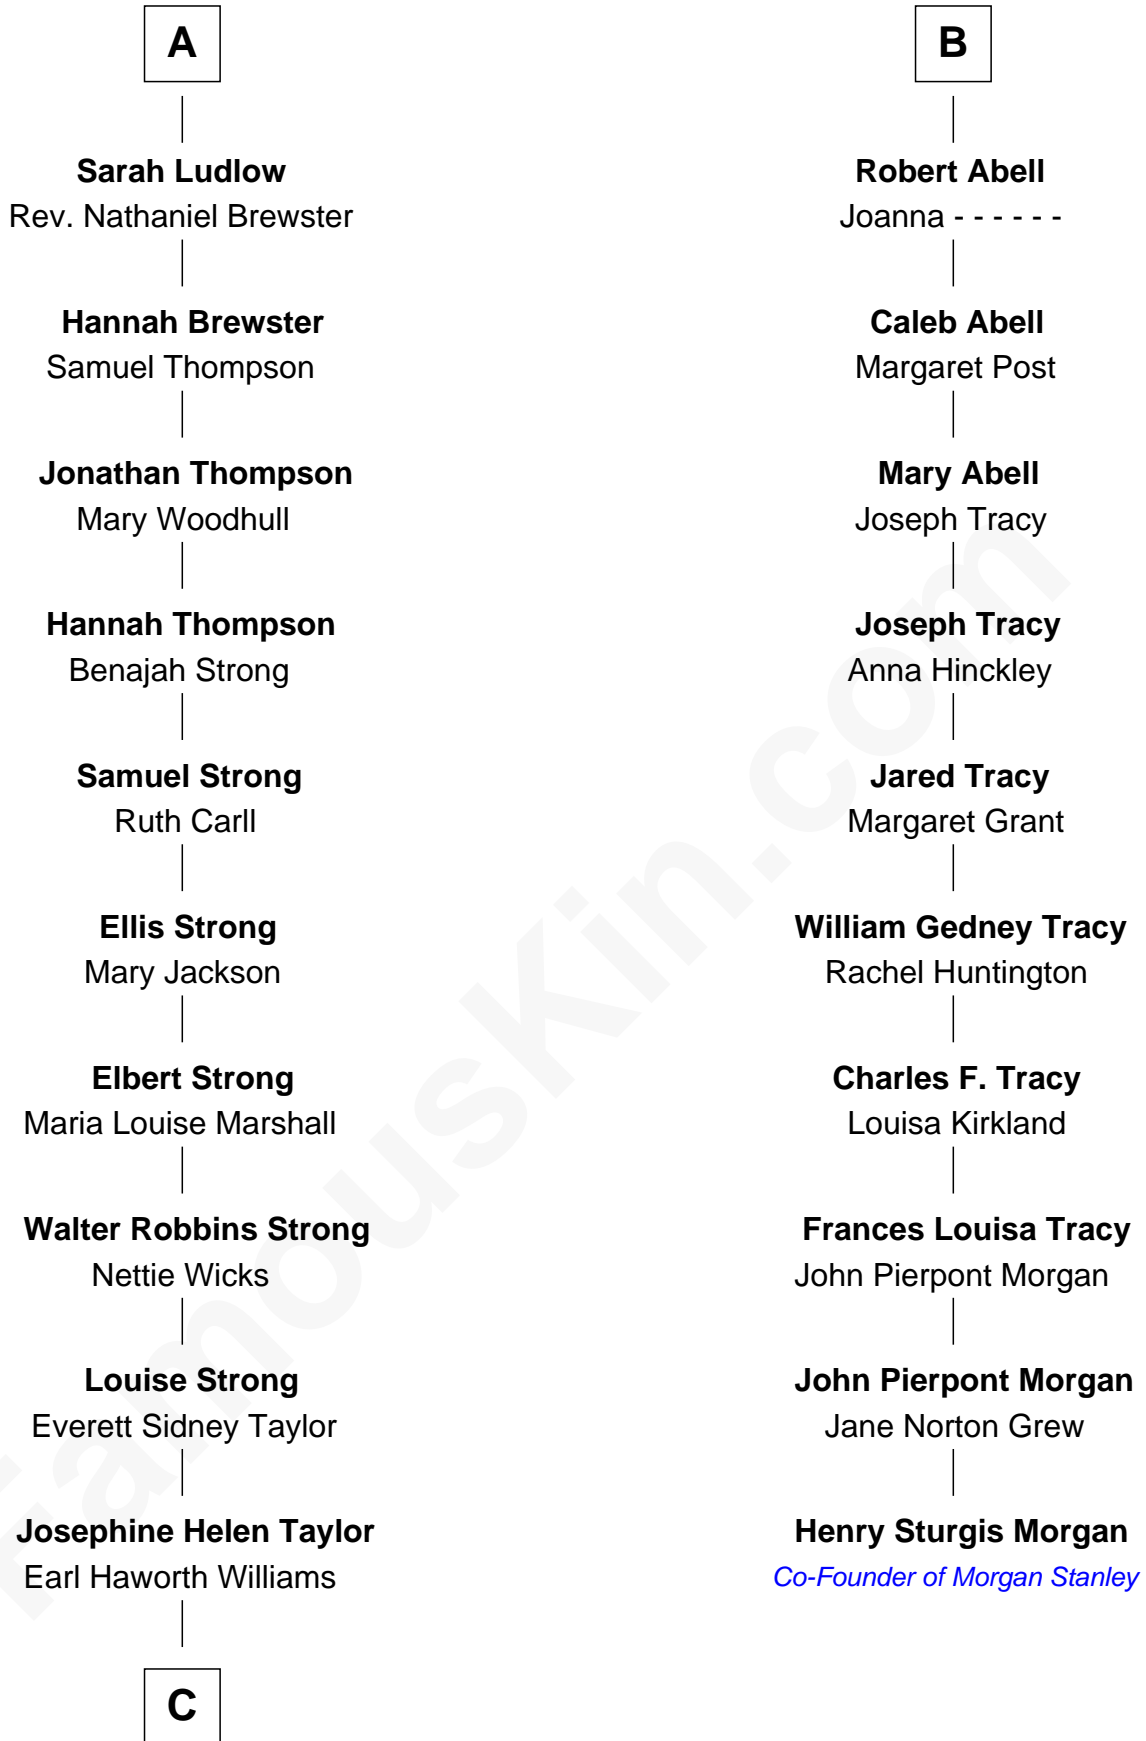 A
Sarah Ludlow
Rev. Nathaniel Brewster
Hannah Brewster
Samuel Thompson
Jonathan Thompson
Mary Woodhull
Hannah Thompson
Benajah Strong
Samuel Strong
Ruth Carll
Ellis Strong
Mary Jackson
Elbert Strong
Maria Louise Marshall
Walter Robbins Strong
Nettie Wicks
Louise Strong
Everett Sidney Taylor
Josephine Helen Taylor
Earl Haworth Williams
C
B
Robert Abell
Joanna - - - - - -
Caleb Abell
Margaret Post
Mary Abell
Joseph Tracy
Joseph Tracy
Anna Hinckley
Jared Tracy
Margaret Grant
William Gedney Tracy
Rachel Huntington
Charles F. Tracy
Louisa Kirkland
Frances Louisa Tracy
John Pierpont Morgan
John Pierpont Morgan
Jane Norton Grew
Henry Sturgis Morgan
Co-Founder of Morgan Stanley
FamousKin.com